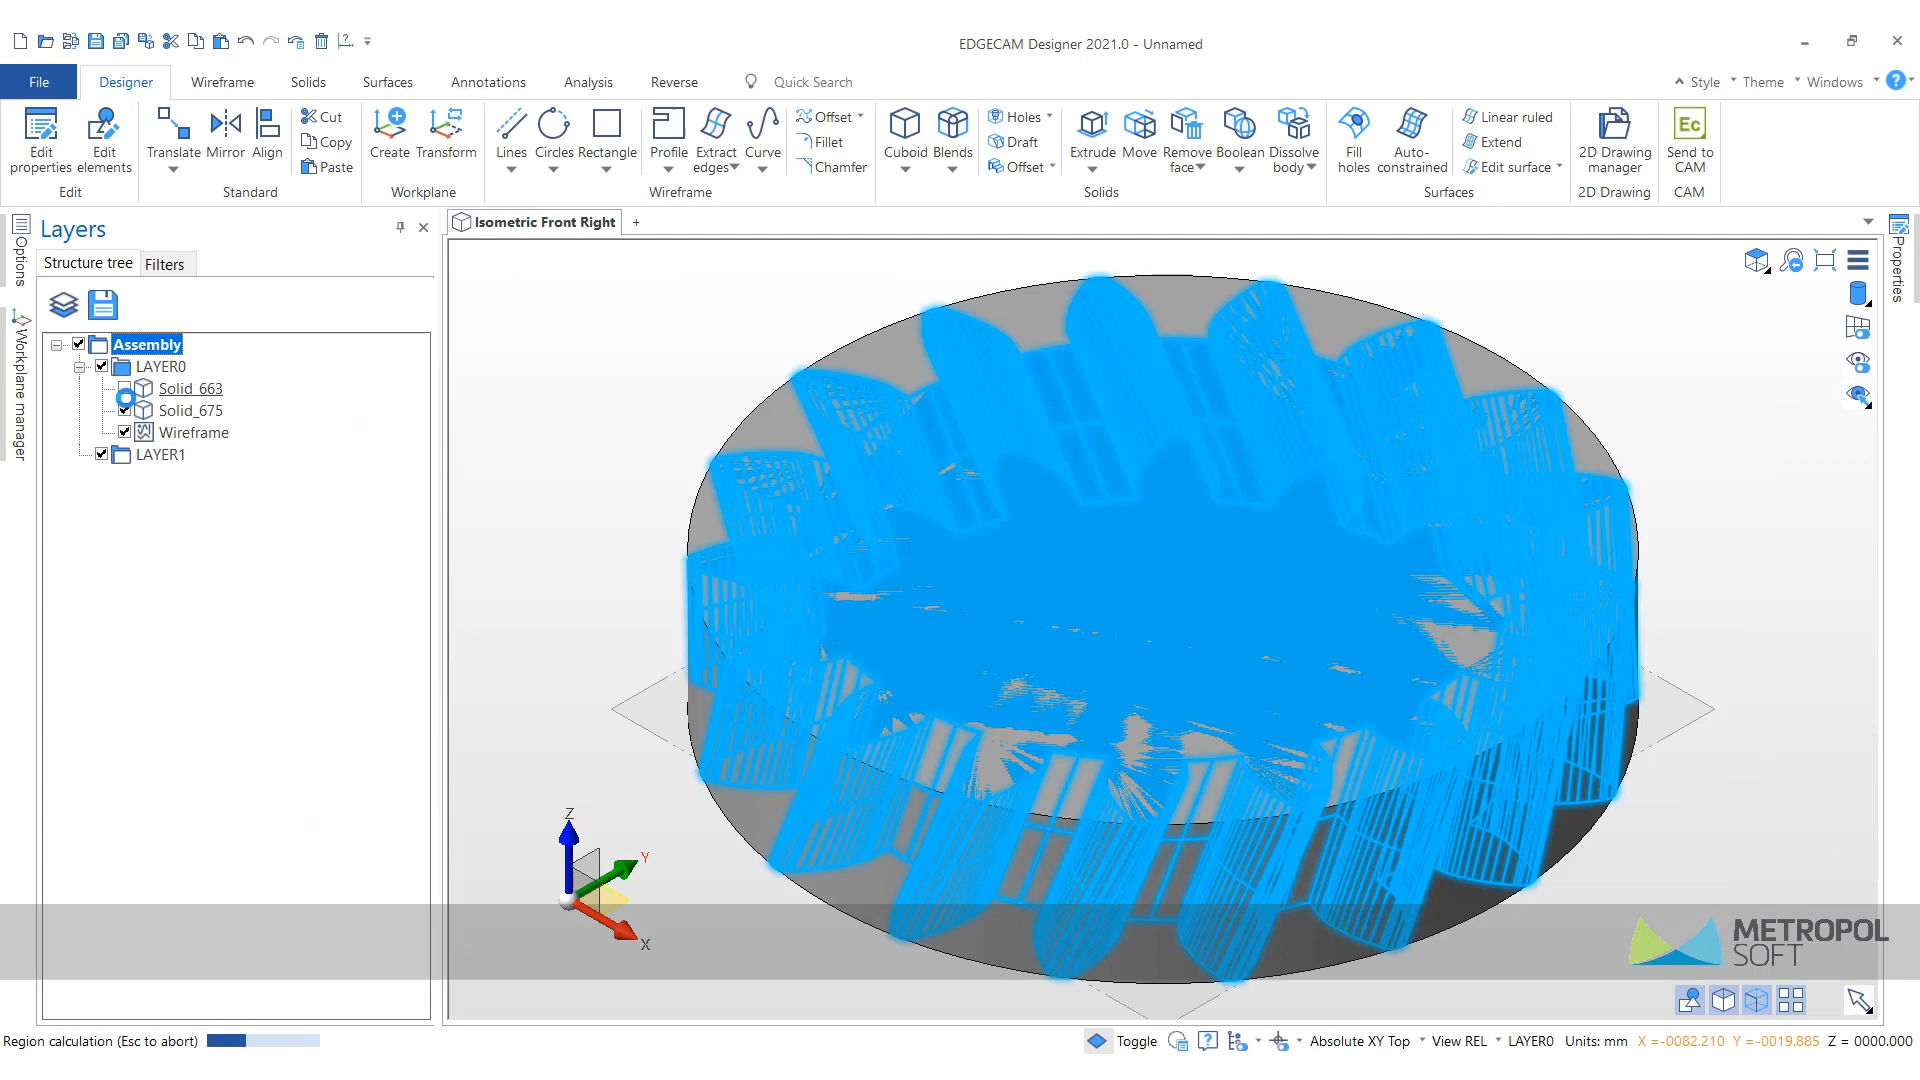 EDGECAM Designer 2021.0 - Unnamed
File Designer Wireframe Solids Surfaces Annotations Analysis Reverse Quick Search Style Theme Windows ?
Edit properties
Edit elements
Edit
Translate Mirror Align
Cut
Copy
Paste
Standard
Create Transform
Workplane
Lines Circles Rectangle
Profile Extract edges Curve
Offset
Fillet
Chamfer
Wireframe
Cuboid Blends
Holes
Draft
Offset
Extrude Move Remove face Boolean Dissolve body
Solids
Fill holes
Auto-constrained
Linear ruled
Extend
Edit surface
Surfaces
2D Drawing manager
2D Drawing
Ec
Send to CAM
CAM
Options
Workplane manager
Layers
Structure tree Filters
Assembly
LAYER0
Solid_663
Solid_675
Wireframe
LAYER1
Isometric Front Right +
Properties
Z
Y
X
METROPOL
SOFT
Region calculation (Esc to abort)
Toggle Absolute XY Top View REL LAYER0 Units: mm X =-0082.210 Y =-0019.885 Z = 0000.000